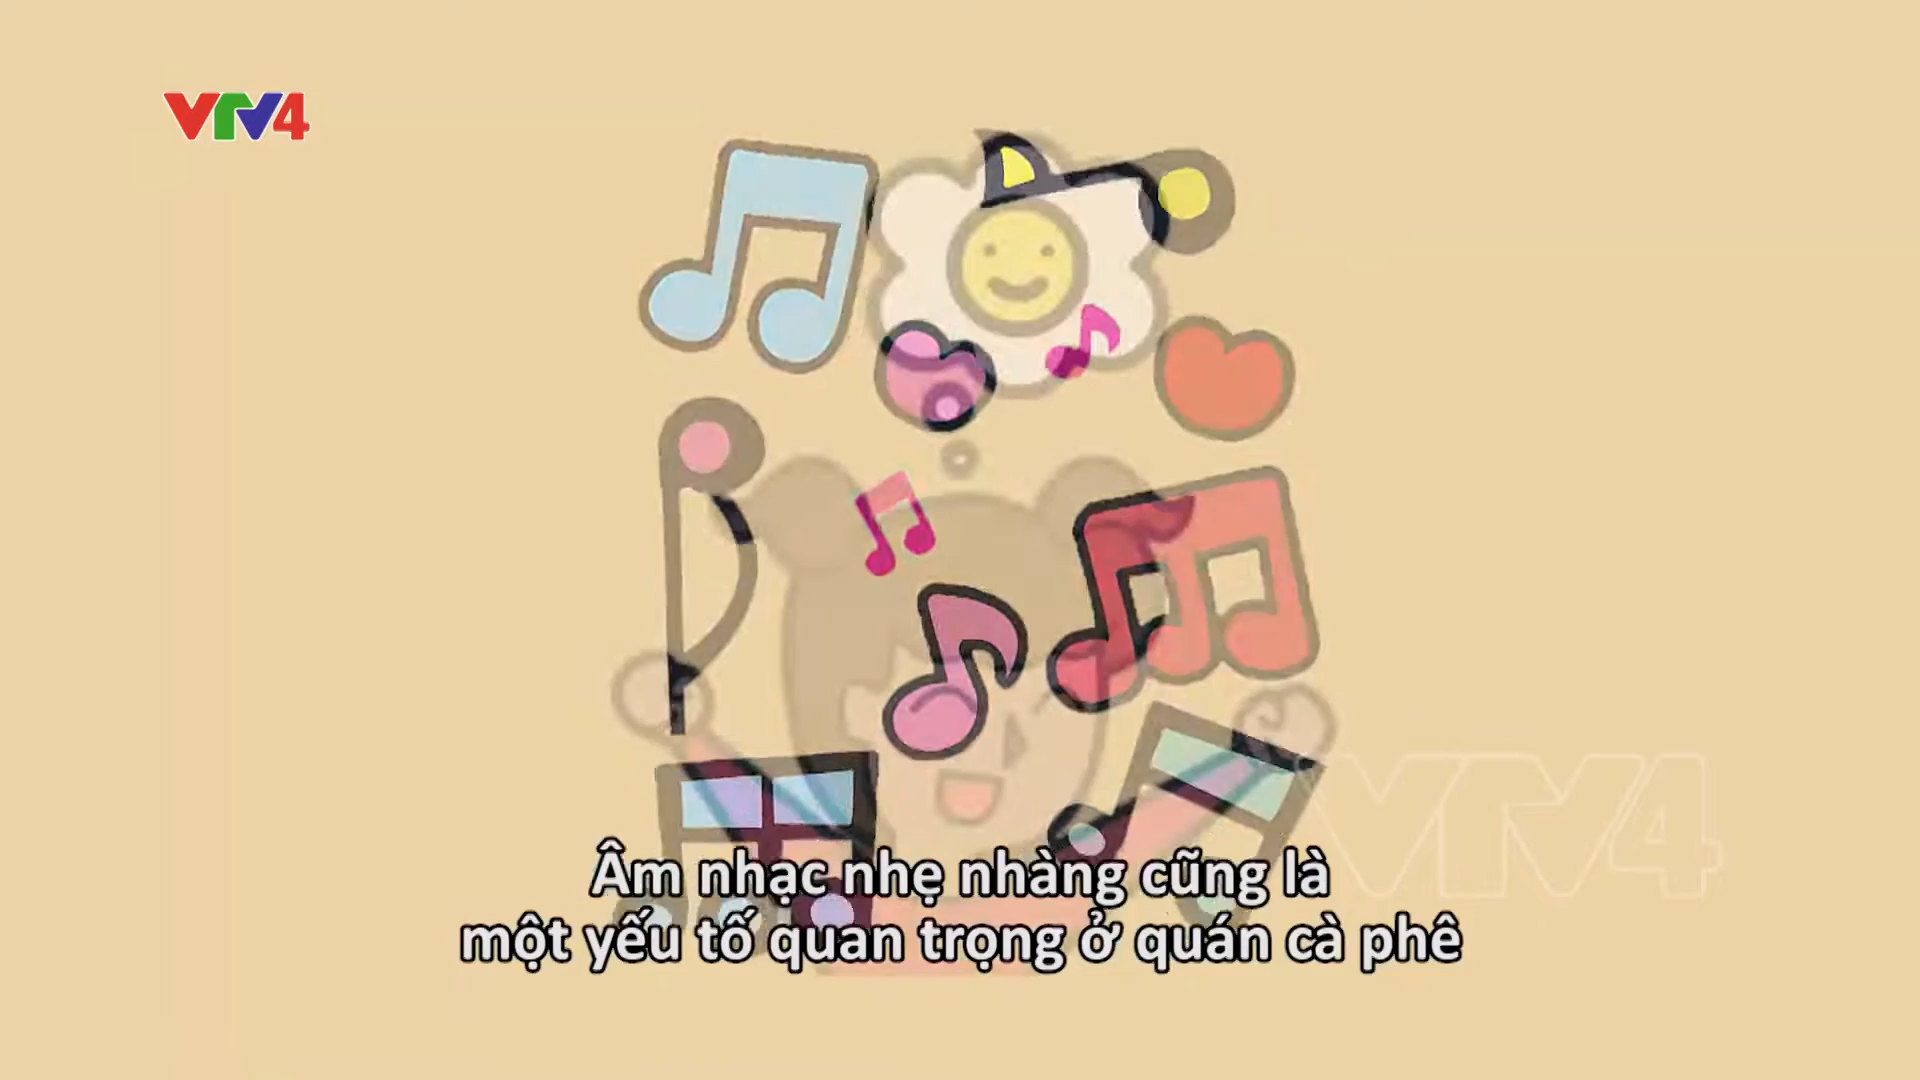 VTV4
VTV4
Âm nhạc nhẹ nhàng cũng là
một yếu tố quan trọng ở quán cà phê